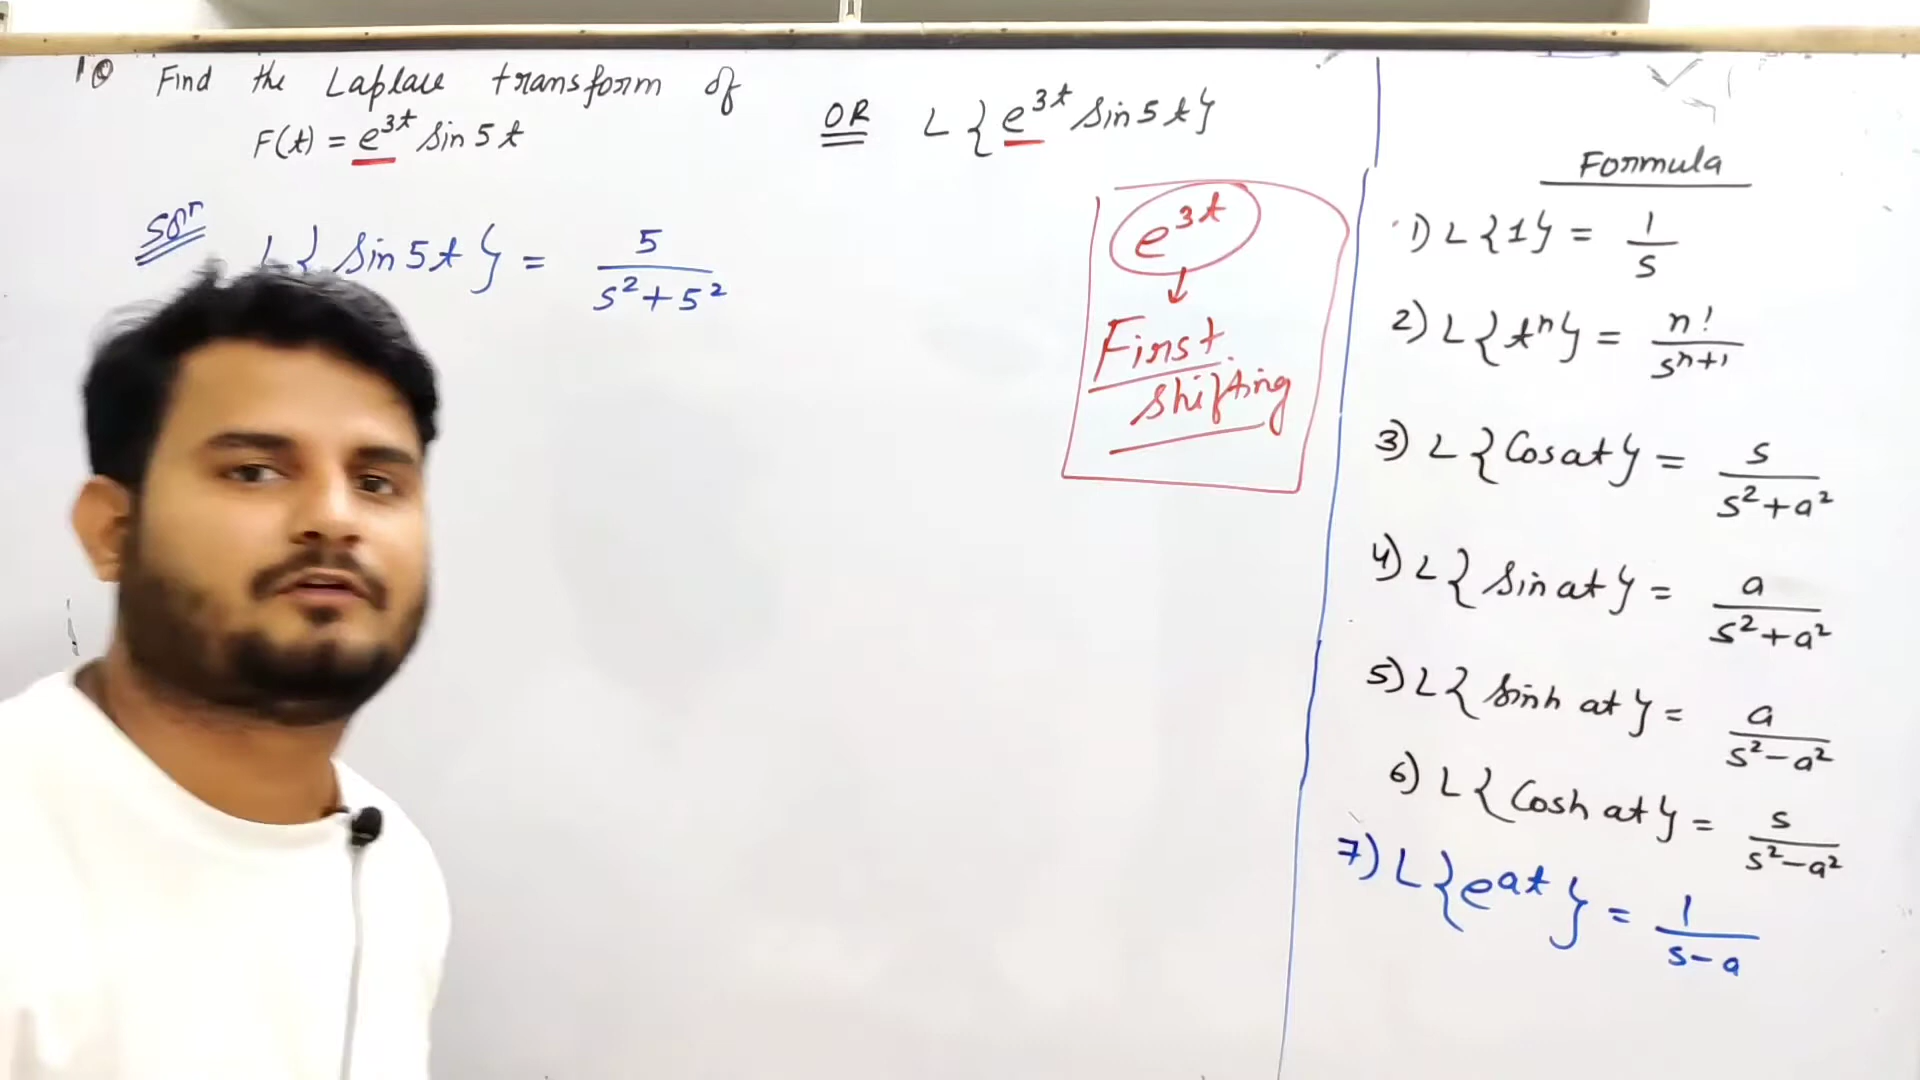 1Q Find the Laplace transform of
F(t) = e^{3t} sin 5t OR L{e^{3t} sin 5t}
Solⁿ L{ sin 5t } = 5/(s²+5²)
e^{3t}
↓
First
shifting
Formula
1) L{1} = 1/s
2) L{tⁿ} = n!/s^{n+1}
3) L{Cos at} = s/(s²+a²)
4) L{ sin at} = a/(s²+a²)
5) L{ sinh at} = a/(s²-a²)
6) L{ Cosh at} = s/(s²-a²)
7) L{e^{at}} = 1/(s-a)